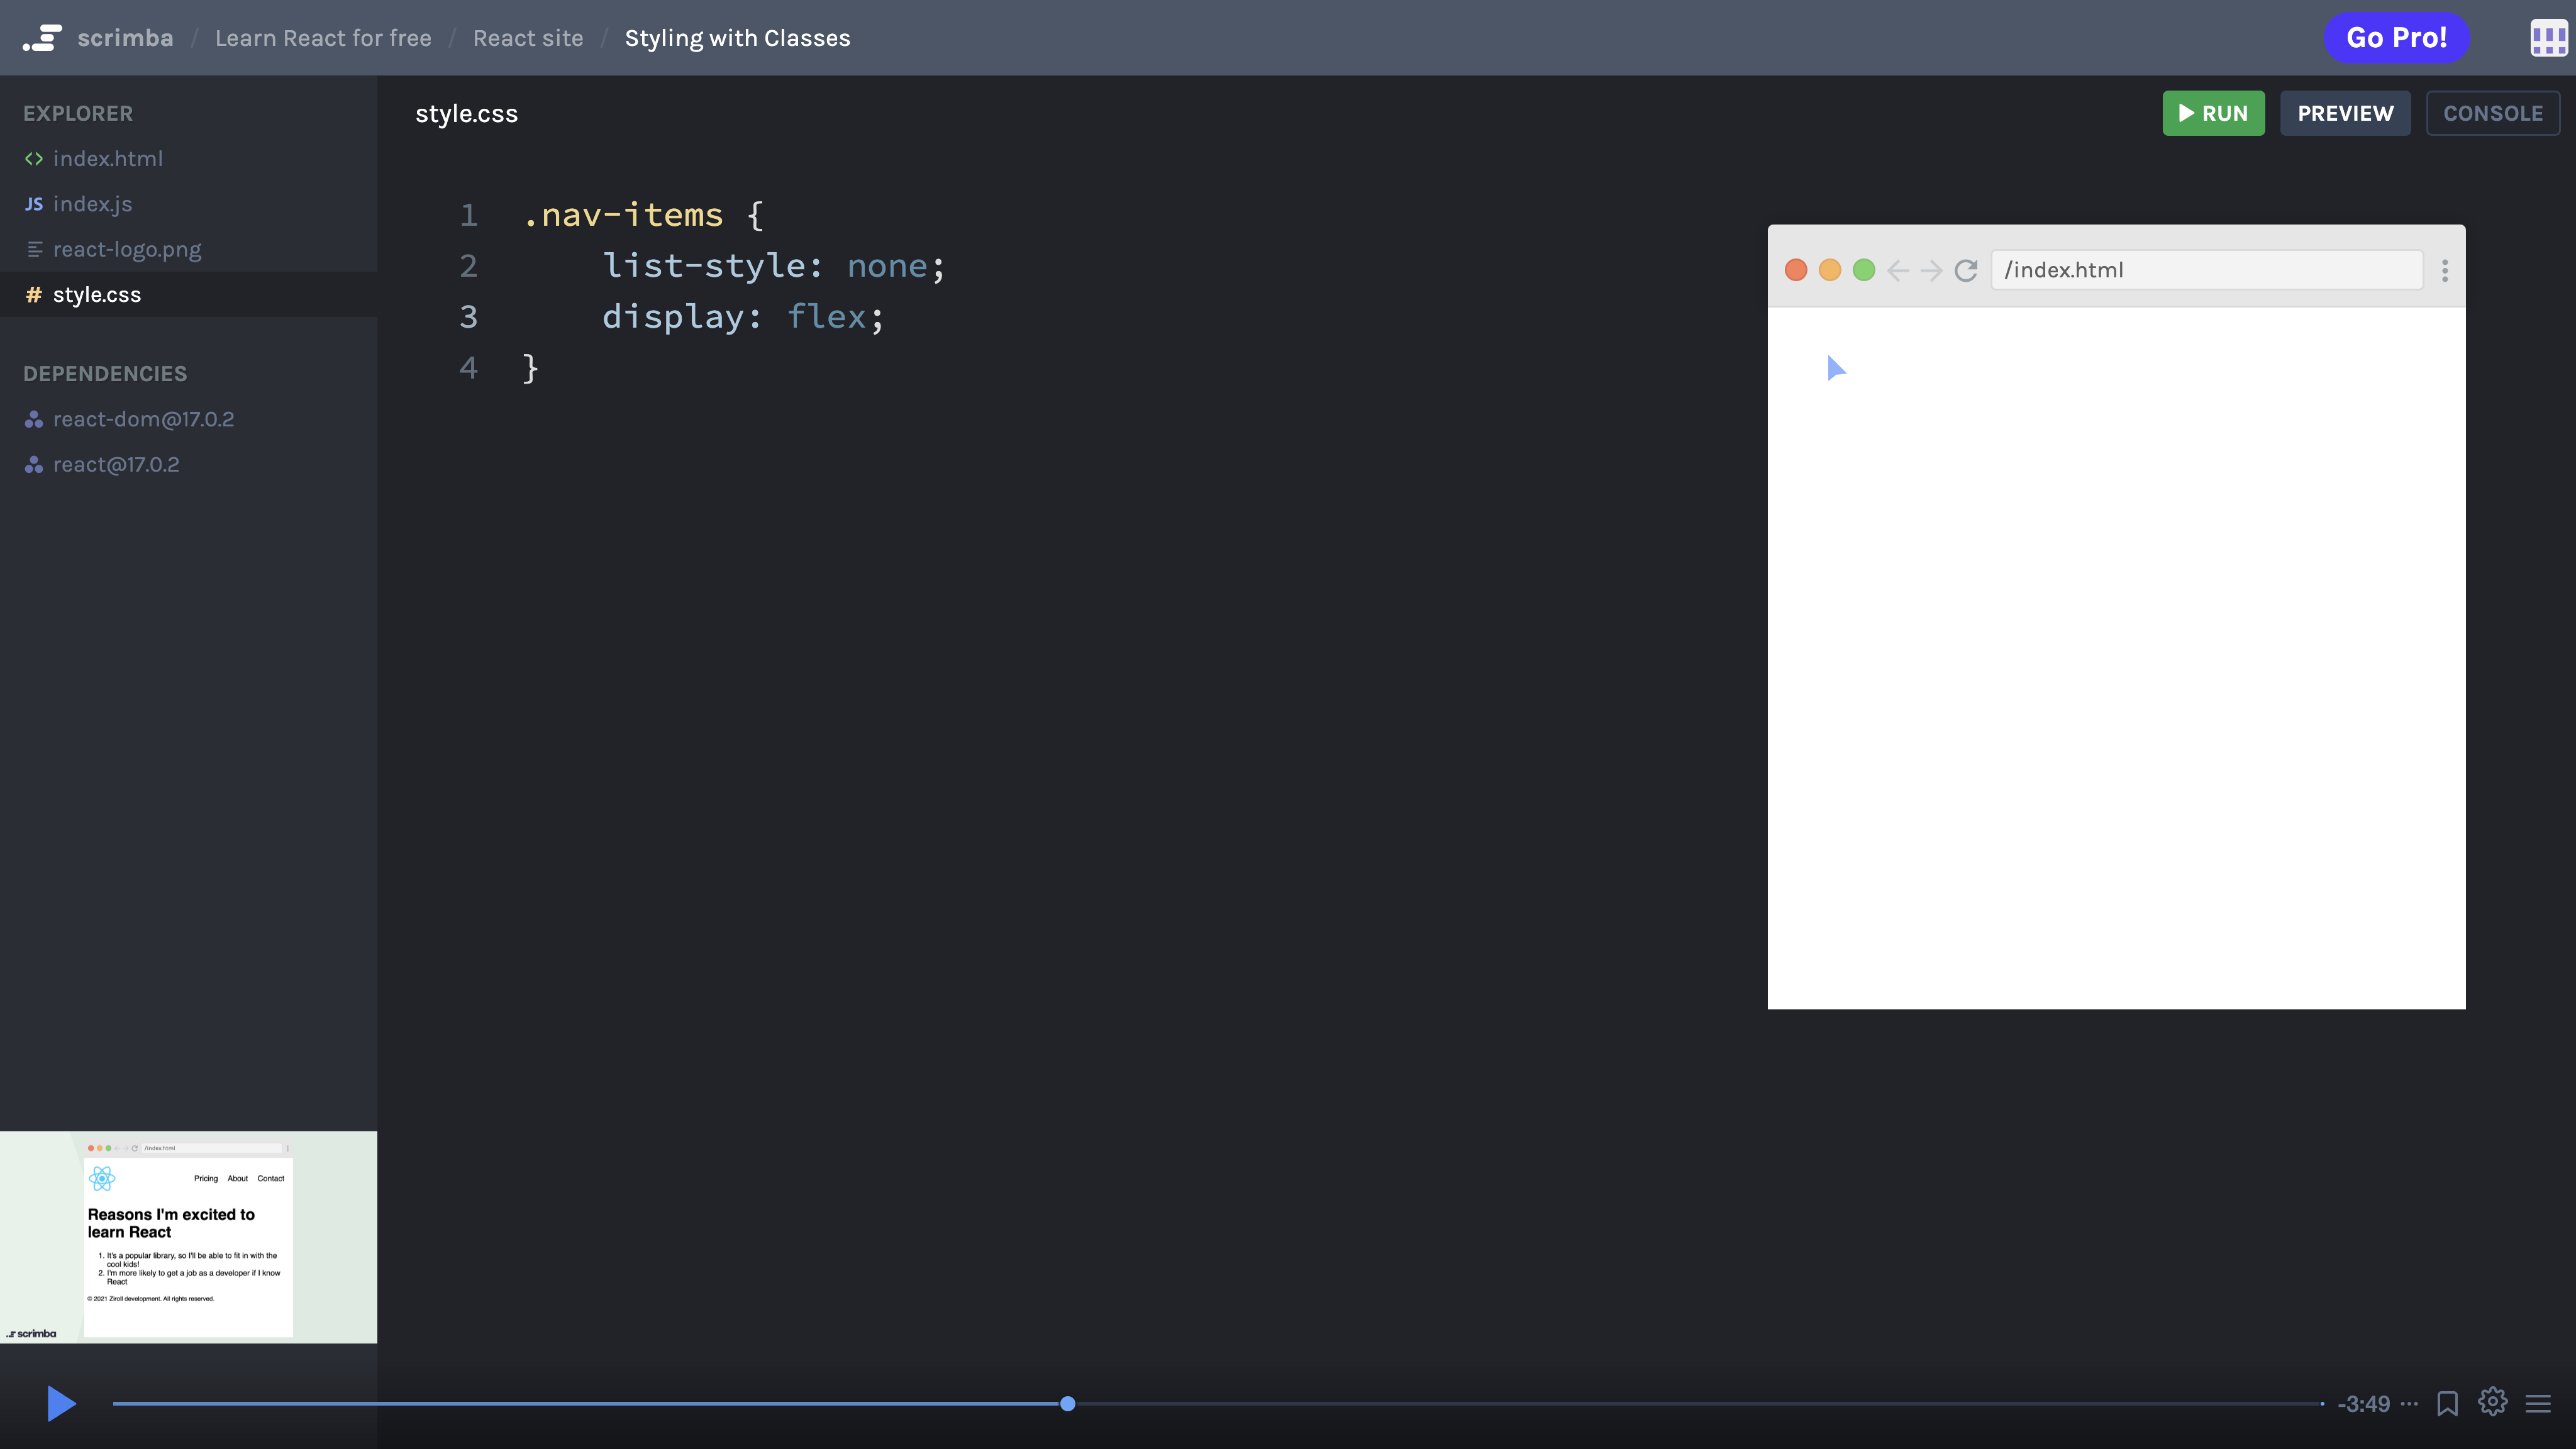 scrimba / Learn React for free / React site / Styling with Classes
Go Pro!
EXPLORER
<> index.html
JS index.js
react-logo.png
# style.css
DEPENDENCIES
react-dom@17.0.2
react@17.0.2
style.css
RUN
PREVIEW
CONSOLE
1 .nav-items {
2     list-style: none;
3     display: flex;
4 }
/index.html
/index.html
Pricing About Contact
Reasons I'm excited to
learn React
1. It's a popular library, so I'll be able to fit in with the
cool kids!
2. I'm more likely to get a job as a developer if I know
React
© 2021 Ziroll development. All rights reserved.
scrimba
-3:49